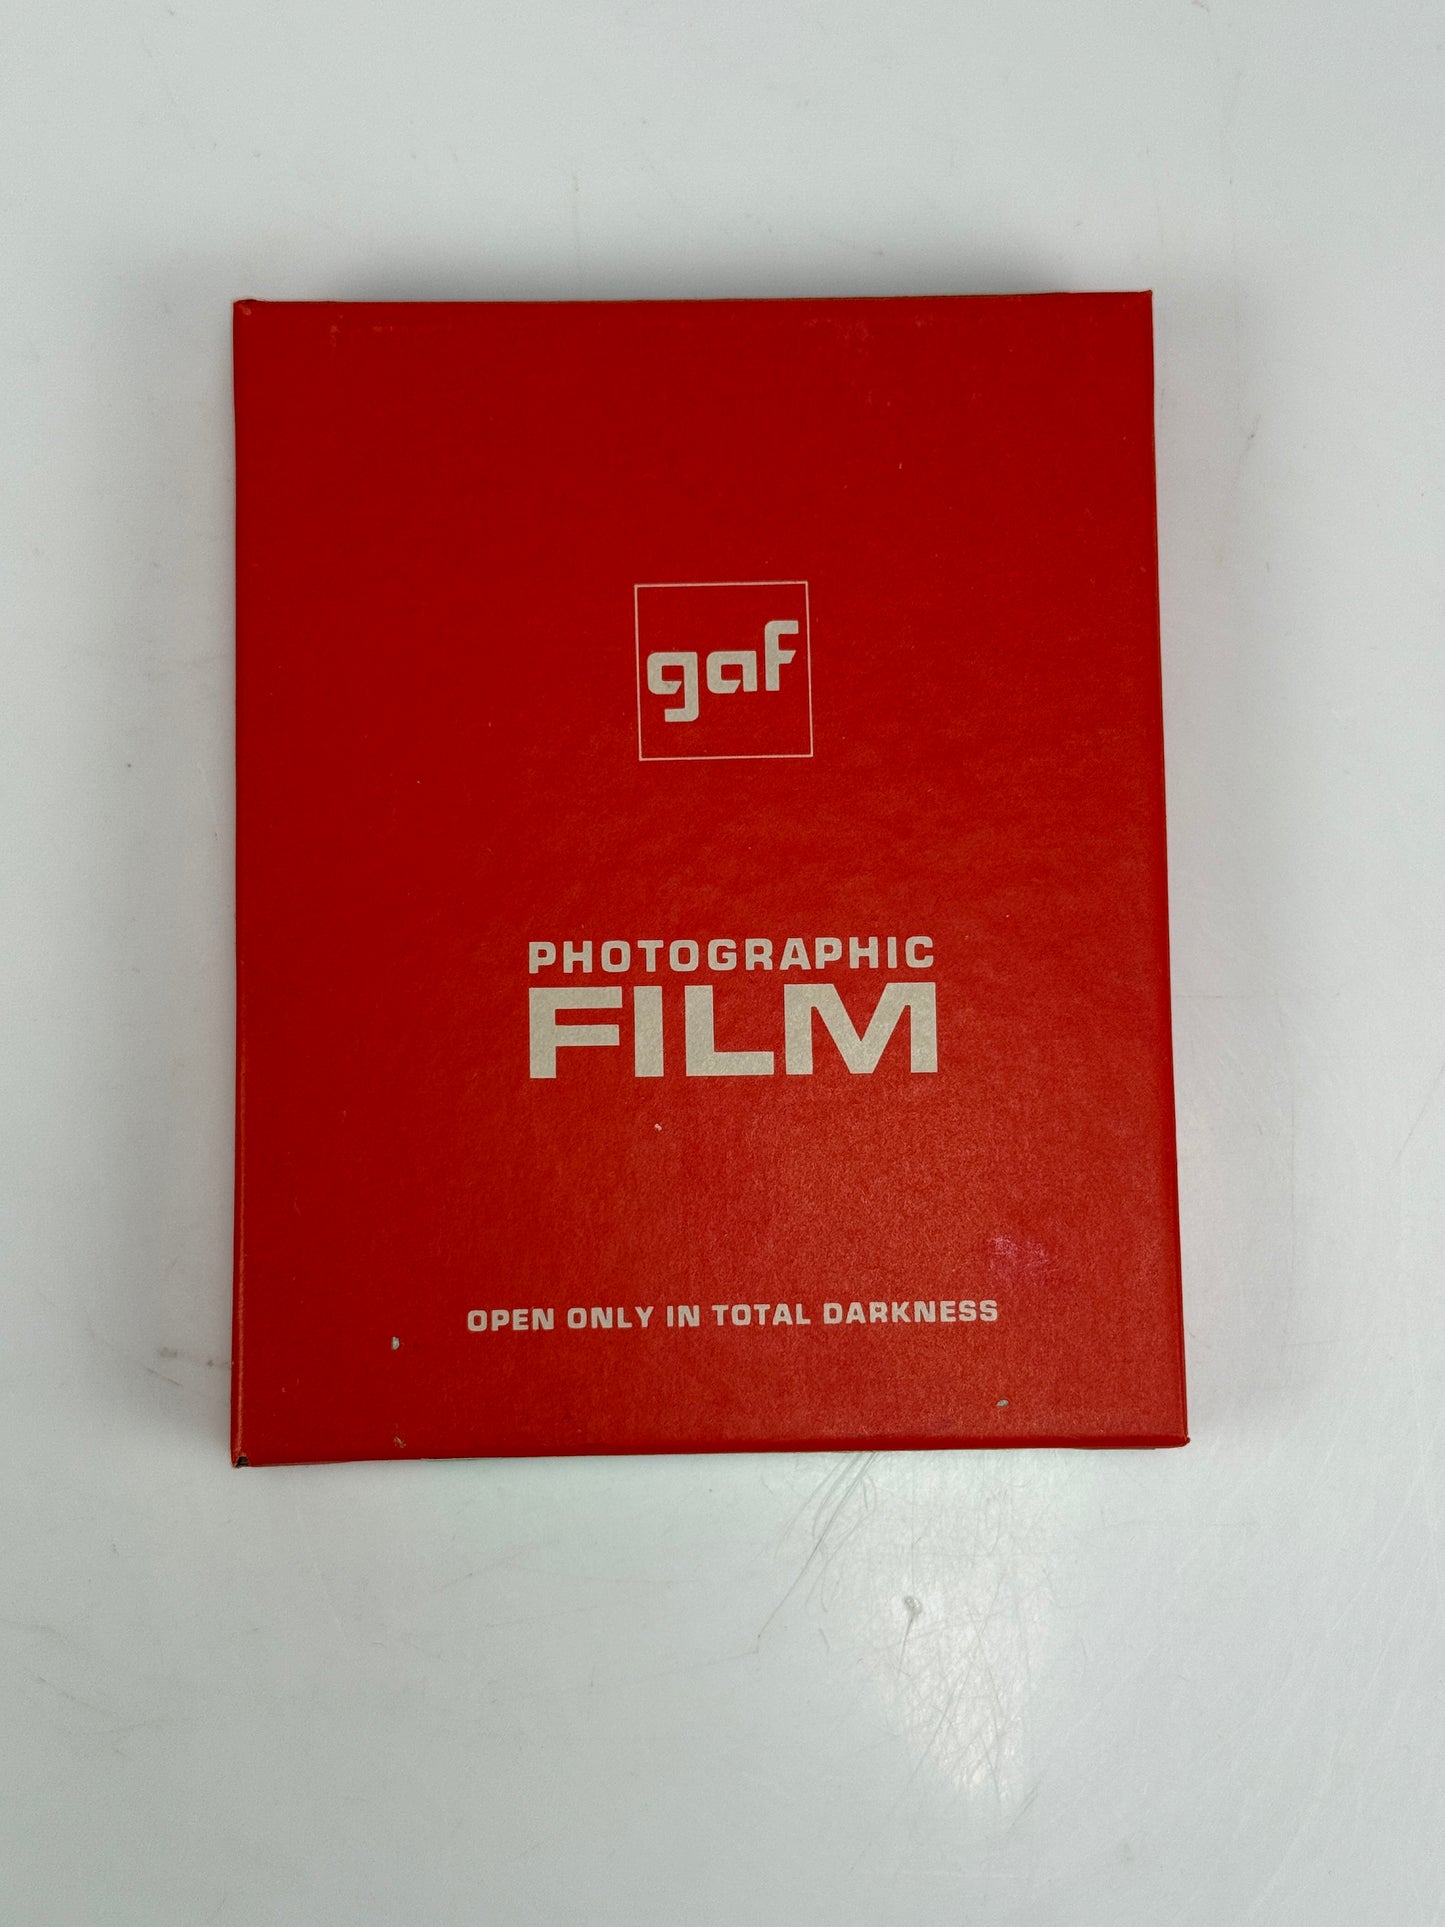 gaf
PHOTOGRAPHIC
FILM
OPEN ONLY IN TOTAL DARKNESS